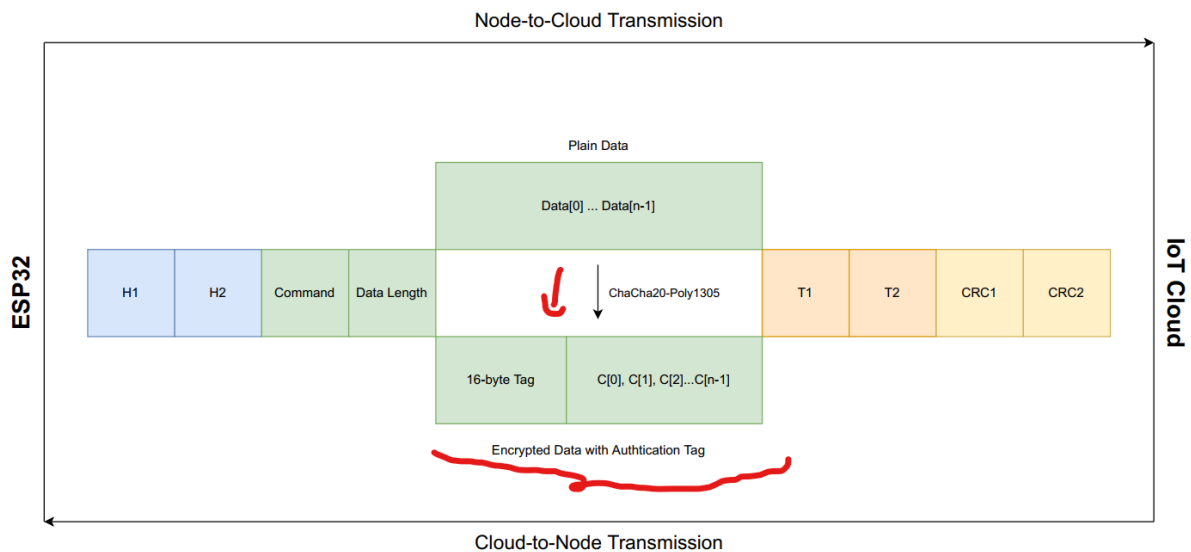 Node-to-Cloud Transmission
Plain Data
Data[0] ... Data[n-1]
ESP32
H1
H2
Command
Data Length
ChaCha20-Poly1305
T1
T2
CRC1
CRC2
IoT Cloud
16-byte Tag
C[0], C[1], C[2]...C[n-1]
Encrypted Data with Authtication Tag
Cloud-to-Node Transmission